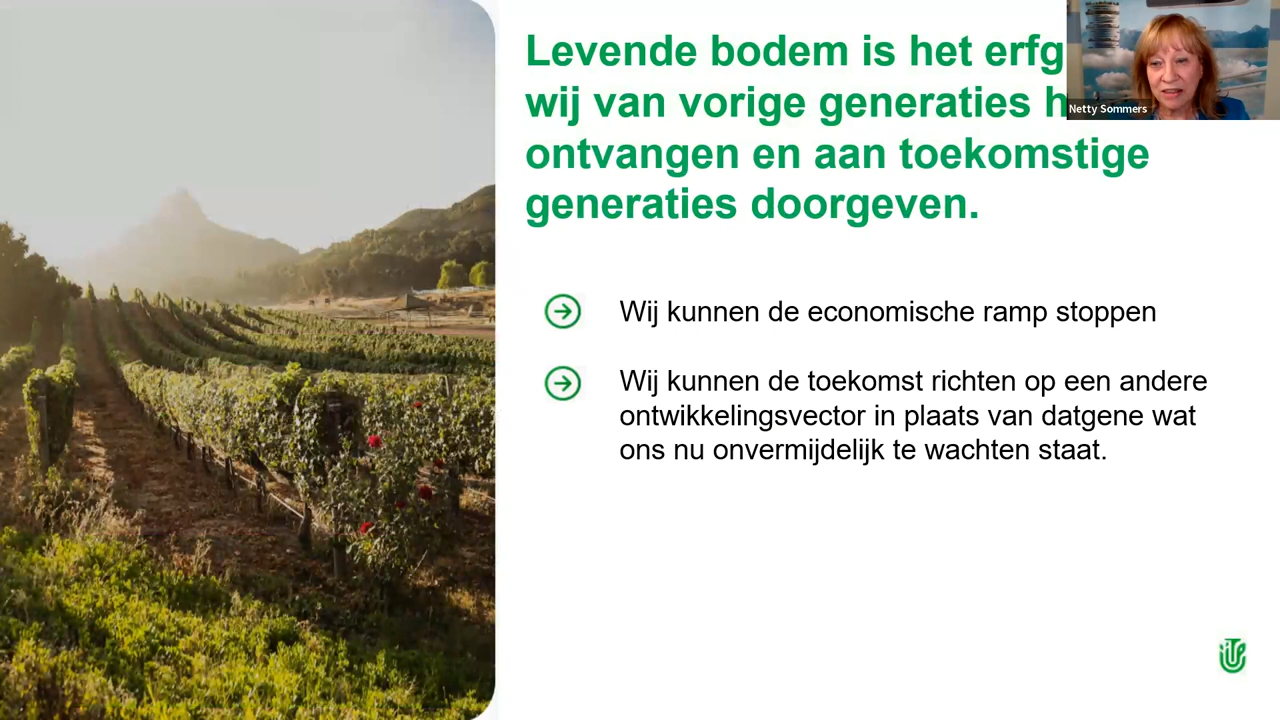 Levende bodem is het
wij van vorige generaties
ontvangen en aan toekomstige
generaties doorgeven.
Netty Sommers
Wij kunnen de economische ramp stoppen
Wij kunnen de toekomst richten op een andere
ontwikkelingsvector in plaats van datgene wat
ons nu onvermijdelijk te wachten staat.